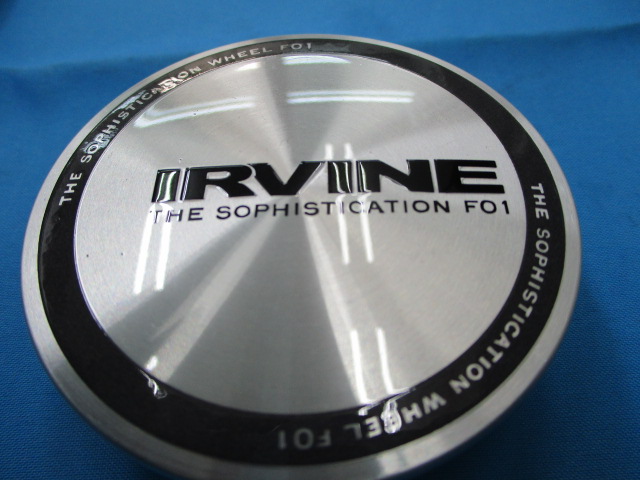 THE SOPHISTICATION WHEEL F01
IRVINE
THE SOPHISTICATION F01
THE SOPHISTICATION WHEEL F01